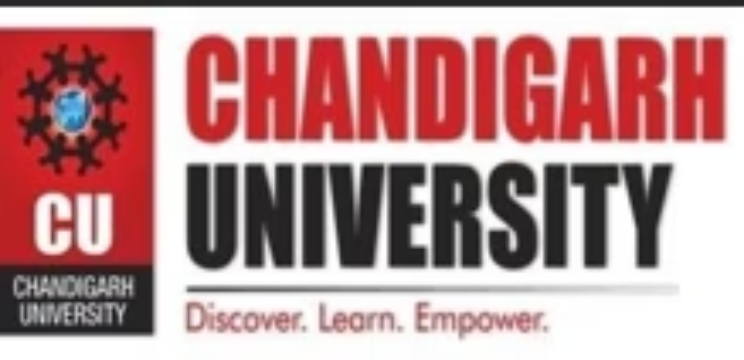 CU
CHANDIGARH
UNIVERSITY
CHANDIGARH
UNIVERSITY
Discover. Learn. Empower.